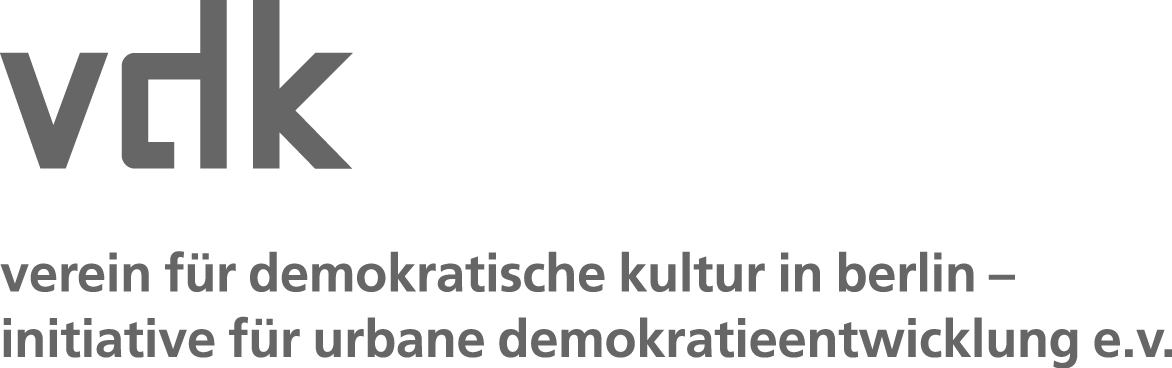 vdk
verein für demokratische kultur in berlin –
initiative für urbane demokratieentwicklung e.v.